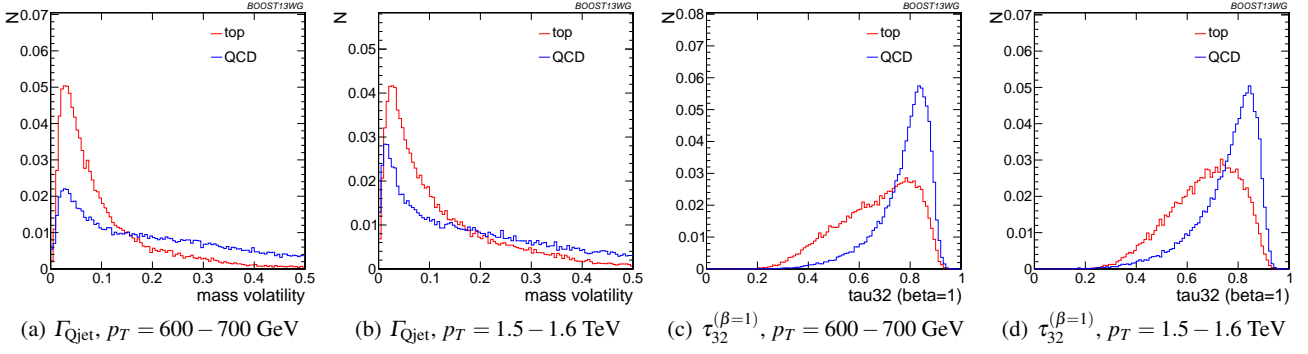 BOOST13WG
N
0.07
0.06
0.05
0.04
0.03
0.02
0.01
0
top
QCD
0 0.1 0.2 0.3 0.4 0.5
mass volatility
(a) Γ_Qjet, p_T = 600 – 700 GeV
BOOST13WG
N
0.06
0.05
0.04
0.03
0.02
0.01
0
top
QCD
0 0.1 0.2 0.3 0.4 0.5
mass volatility
(b) Γ_Qjet, p_T = 1.5 – 1.6 TeV
BOOST13WG
N
0.08
0.07
0.06
0.05
0.04
0.03
0.02
0.01
0
top
QCD
0 0.2 0.4 0.6 0.8 1
tau32 (beta=1)
(c) τ_32^(β=1), p_T = 600 – 700 GeV
BOOST13WG
N
0.07
0.06
0.05
0.04
0.03
0.02
0.01
0
top
QCD
0 0.2 0.4 0.6 0.8 1
tau32 (beta=1)
(d) τ_32^(β=1), p_T = 1.5 – 1.6 TeV